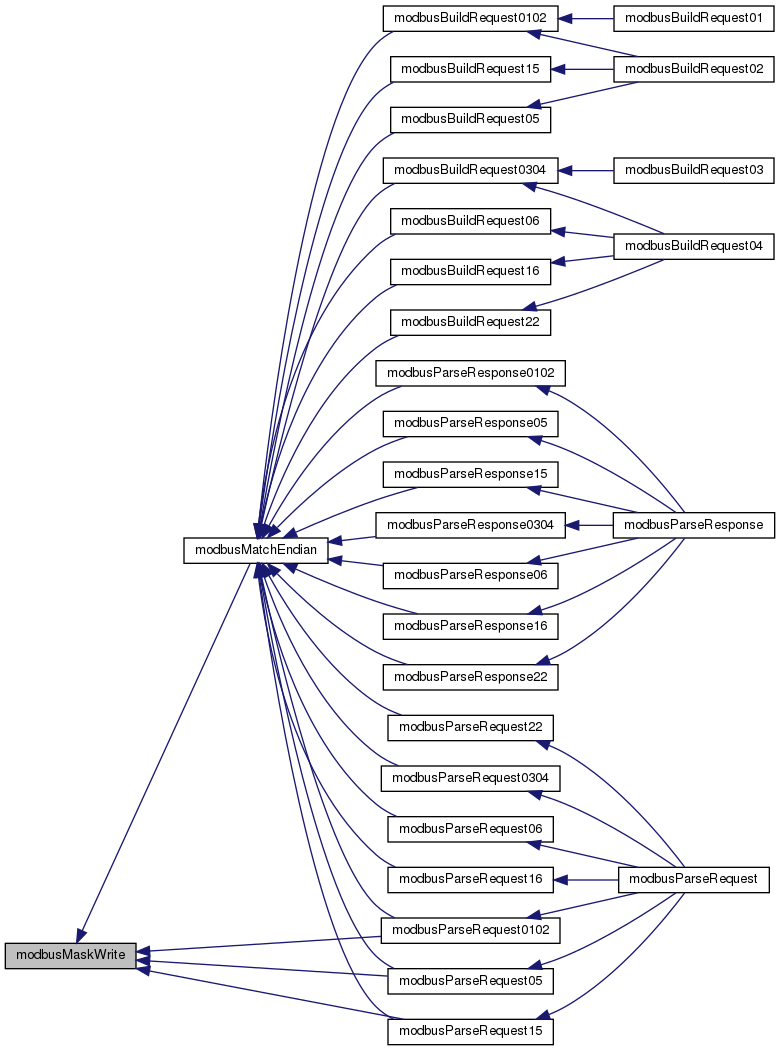 modbusBuildRequest0102
modbusBuildRequest01
modbusBuildRequest15
modbusBuildRequest02
modbusBuildRequest05
modbusBuildRequest0304
modbusBuildRequest03
modbusBuildRequest06
modbusBuildRequest04
modbusBuildRequest16
modbusBuildRequest22
modbusParseResponse0102
modbusParseResponse05
modbusParseResponse15
modbusParseResponse0304
modbusParseResponse
modbusMatchEndian
modbusParseResponse06
modbusParseResponse16
modbusParseResponse22
modbusParseRequest22
modbusParseRequest0304
modbusParseRequest06
modbusParseRequest16
modbusParseRequest
modbusParseRequest0102
modbusMaskWrite
modbusParseRequest05
modbusParseRequest15